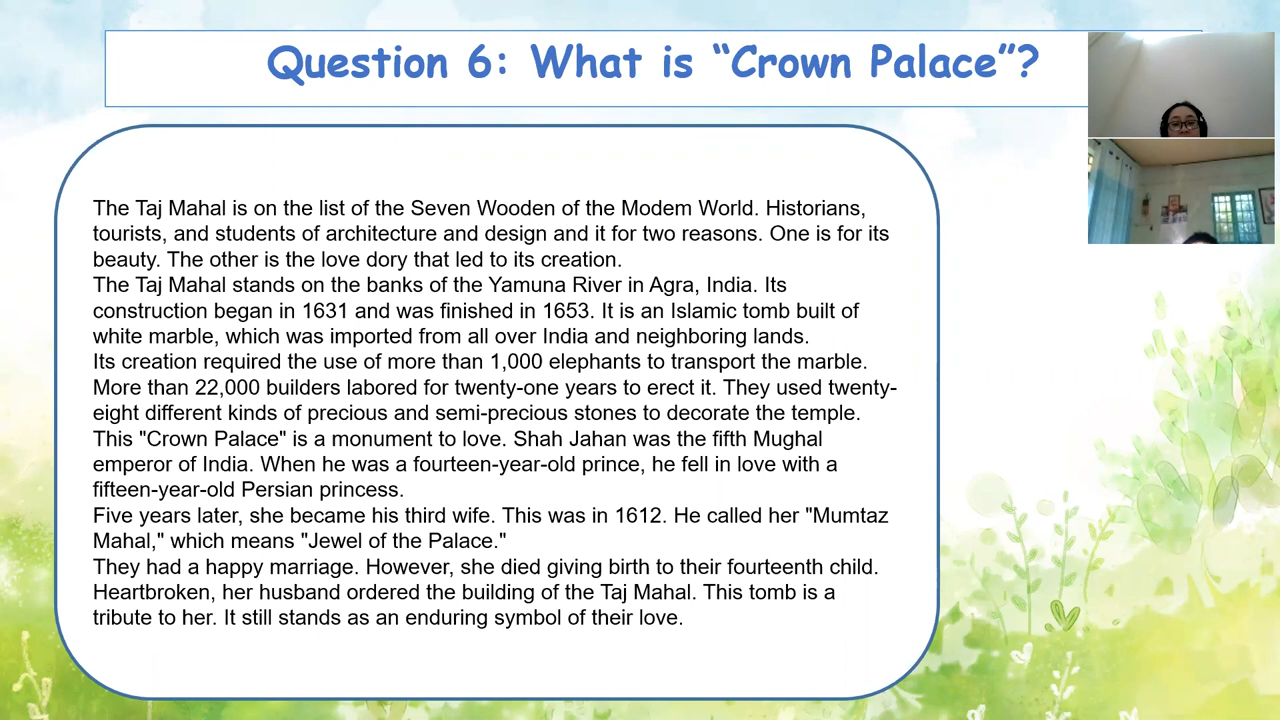 Question 6: What is “Crown Palace”?
The Taj Mahal is on the list of the Seven Wooden of the Modem World. Historians,
tourists, and students of architecture and design and it for two reasons. One is for its
beauty. The other is the love dory that led to its creation.
The Taj Mahal stands on the banks of the Yamuna River in Agra, India. Its
construction began in 1631 and was finished in 1653. It is an Islamic tomb built of
white marble, which was imported from all over India and neighboring lands.
Its creation required the use of more than 1,000 elephants to transport the marble.
More than 22,000 builders labored for twenty-one years to erect it. They used twenty-
eight different kinds of precious and semi-precious stones to decorate the temple.
This "Crown Palace" is a monument to love. Shah Jahan was the fifth Mughal
emperor of India. When he was a fourteen-year-old prince, he fell in love with a
fifteen-year-old Persian princess.
Five years later, she became his third wife. This was in 1612. He called her "Mumtaz
Mahal," which means "Jewel of the Palace."
They had a happy marriage. However, she died giving birth to their fourteenth child.
Heartbroken, her husband ordered the building of the Taj Mahal. This tomb is a
tribute to her. It still stands as an enduring symbol of their love.